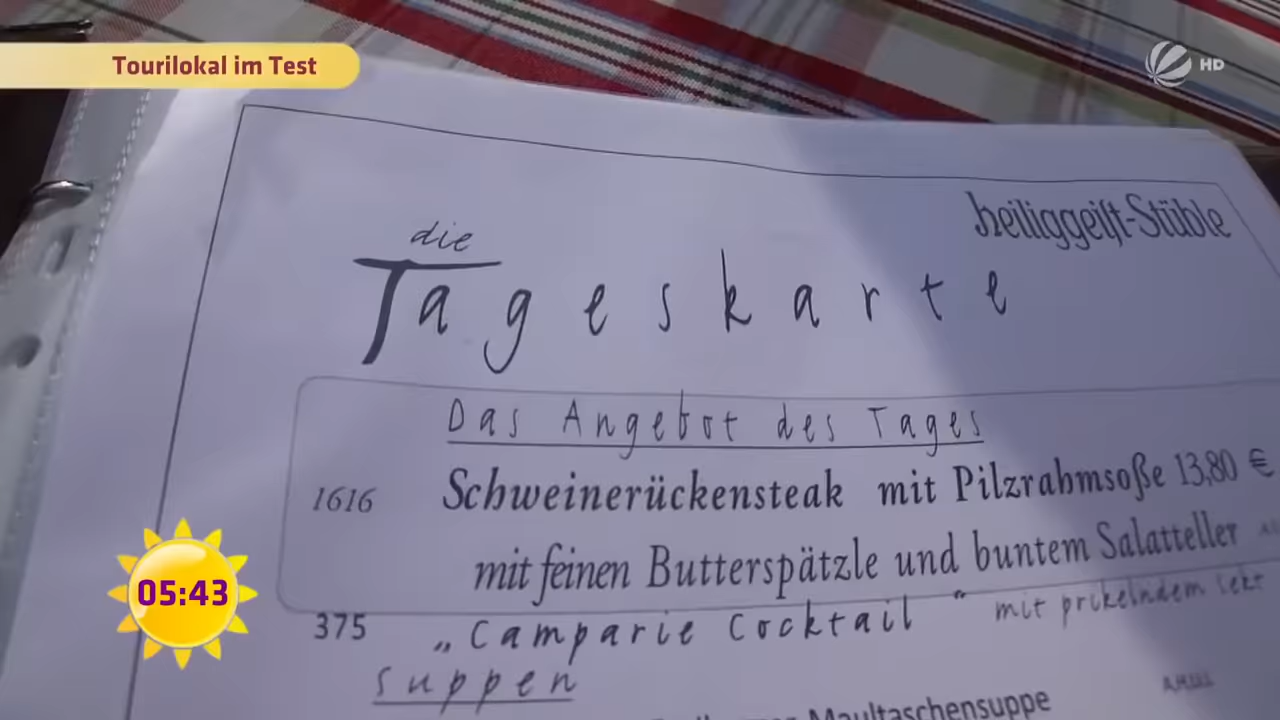 Tourilokal im Test
HD
heiliggeist-Stüble
die
Tageskarte
Das Angebot des Tages
1616 Schweinerückensteak mit Pilzrahmsoße 13,80 €
mit feinen Butterspätzle und buntem Salatteller
375 „Camparie Cocktail “ mit prikelndem Sekt
Suppen
Maultaschensuppe
05:43